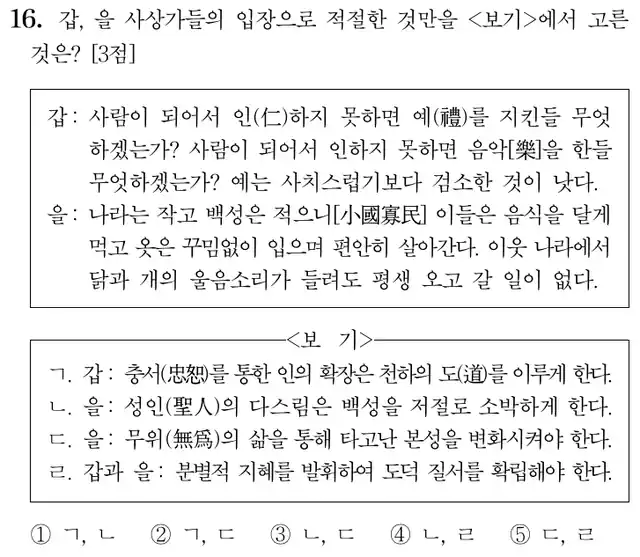 16. 갑, 을 사상가들의 입장으로 적절한 것만을 <보기>에서 고른
것은? [3점]
갑 : 사람이 되어서 인(仁)하지 못하면 예(禮)를 지킨들 무엇
하겠는가? 사람이 되어서 인하지 못하면 음악[樂]을 한들
무엇하겠는가? 예는 사치스럽기보다 검소한 것이 낫다.
을 : 나라는 작고 백성은 적으니[小國寡民] 이들은 음식을 달게
먹고 옷은 꾸밈없이 입으며 편안히 살아간다. 이웃 나라에서
닭과 개의 울음소리가 들려도 평생 오고 갈 일이 없다.
<보 기>
ㄱ. 갑 : 충서(忠恕)를 통한 인의 확장은 천하의 도(道)를 이루게 한다.
ㄴ. 을 : 성인(聖人)의 다스림은 백성을 저절로 소박하게 한다.
ㄷ. 을 : 무위(無爲)의 삶을 통해 타고난 본성을 변화시켜야 한다.
ㄹ. 갑과 을 : 분별적 지혜를 발휘하여 도덕 질서를 확립해야 한다.
① ㄱ, ㄴ ② ㄱ, ㄷ ③ ㄴ, ㄷ ④ ㄴ, ㄹ ⑤ ㄷ, ㄹ